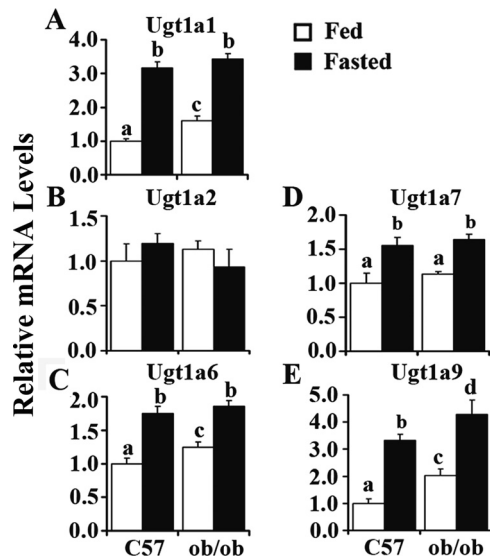 A Ugt1a1
Fed
Fasted
4.0
3.0
2.0
1.0
0.0
a b c b
Relative mRNA Levels
B Ugt1a2
1.5
1.0
0.5
0.0
C Ugt1a6
2.0
1.5
1.0
0.5
0.0
a b c b
C57 ob/ob
D Ugt1a7
2.0
1.5
1.0
0.5
0.0
a b a b
E Ugt1a9
5.0
4.0
3.0
2.0
1.0
0.0
a b c d
C57 ob/ob